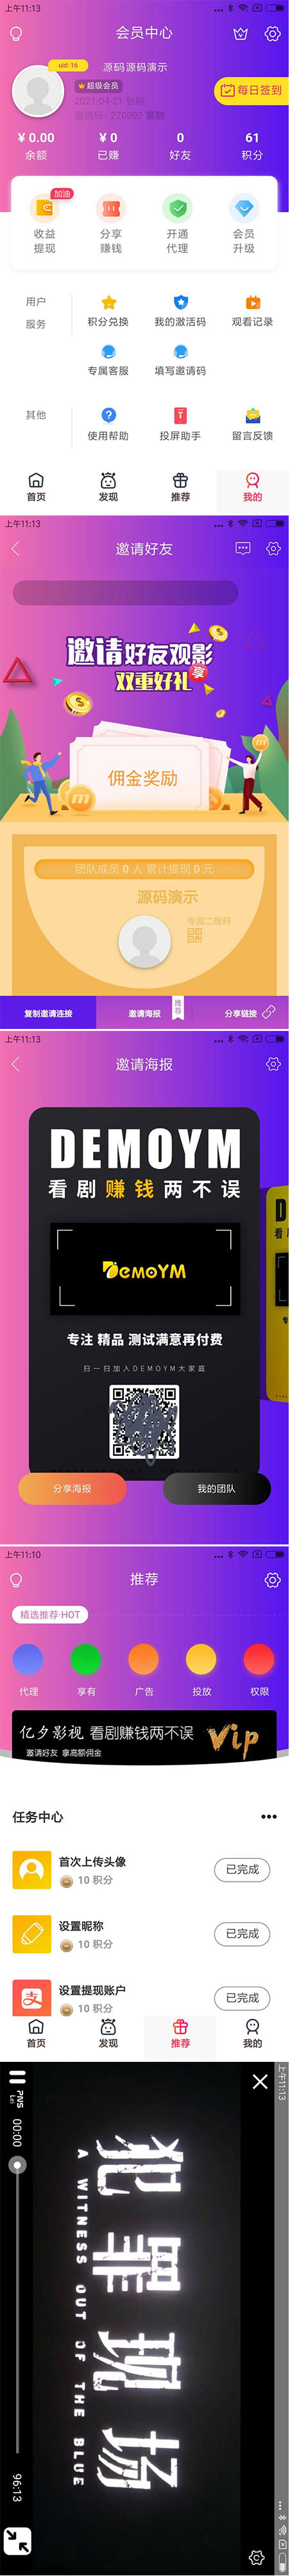 上午11:13
会员中心
uid: 16
源码源码演示
超级会员
2021-04-21 到期
邀请码: 270092 复制
每日签到
¥ 0.00
¥ 0
0
61
余额
已赚
好友
积分
加油
收益
提现
分享
赚钱
开通
代理
会员
升级
用户
服务
积分兑换
我的激活码
观看记录
专属客服
填写邀请码
其他
使用帮助
投屏助手
留言反馈
首页
发现
推荐
我的
上午11:13
邀请好友
邀请好友观影
双重好礼
佣金奖励
团队成员 0 人 累计提现 0 元
源码演示
专属二维码
复制邀请连接
邀请海报
推荐
分享链接
上午11:13
邀请海报
DEMOYM
看剧赚钱两不误
DEMOYM
专注 精品 测试满意再付费
扫一扫加入DEMOYM大家庭
分享海报
我的团队
上午11:10
推荐
精选推荐·HOT
代理
享有
广告
投放
权限
亿夕影视 看剧赚钱两不误
邀请好友 拿高额佣金
Vip
任务中心
首次上传头像
10 积分
已完成
设置昵称
10 积分
已完成
设置提现账户
10 积分
已完成
首页
发现
推荐
我的
上午11:13
00:00
96:13
犯罪现场
A WITNESS OUT OF THE BLUE